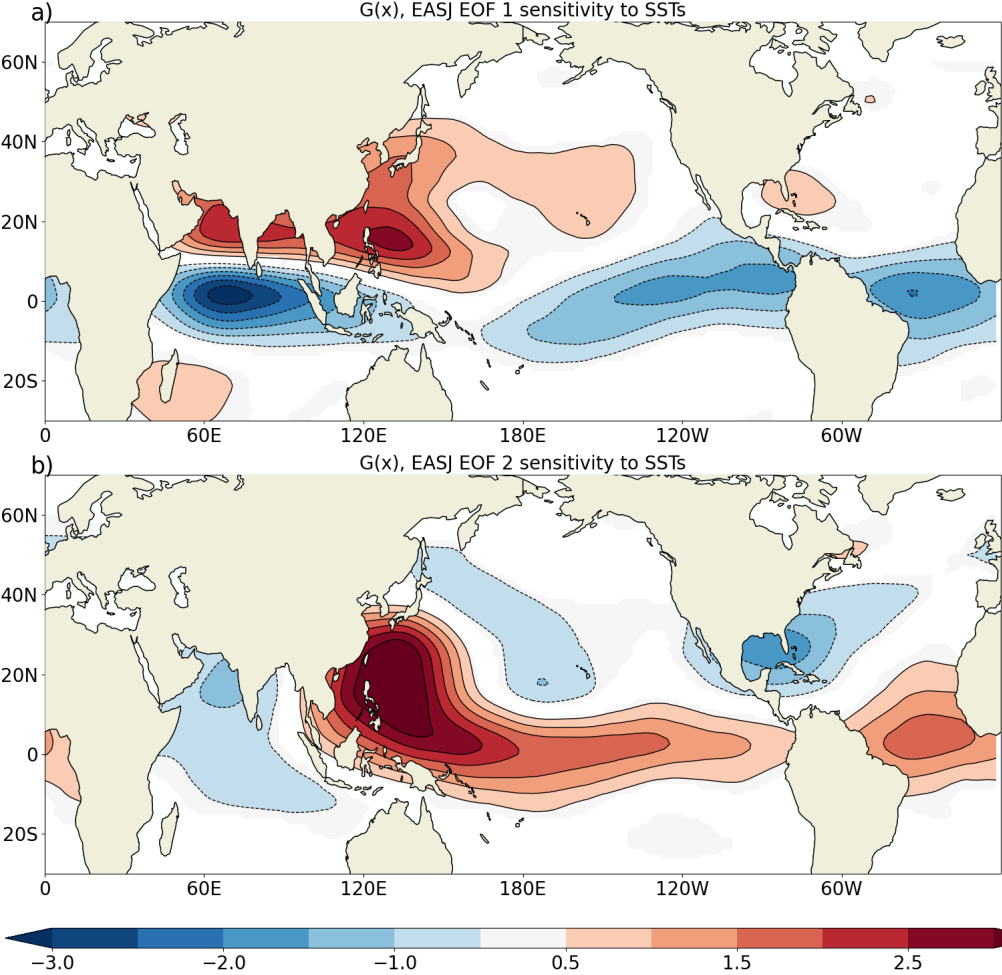 a)
G(x), EASJ EOF 1 sensitivity to SSTs
60N
40N
20N
0
20S
0 60E 120E 180E 120W 60W
b)
G(x), EASJ EOF 2 sensitivity to SSTs
60N
40N
20N
0
20S
0 60E 120E 180E 120W 60W
−3.0 −2.0 −1.0 0.5 1.5 2.5